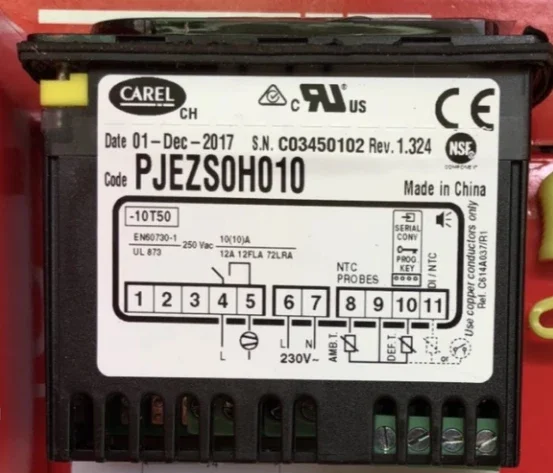 CAREL CH
c RU US
CE
Date 01-Dec-2017 S.N. C03450102 Rev. 1.324
NSF
COMPONENT
Code PJEZS0H010
Made in China
-10T50
EN60730-1
UL 873
250 Vac
10(10)A
12A 12FLA 72LRA
SERIAL
CONV
PROG.
KEY
NTC
PROBES
DI / NTC
1 2 3 4 5 6 7 8 9 10 11
L
L N
230V~
AMB.T.
DEF.T.
or
Use copper conductors only
Ref. C614A037/R1